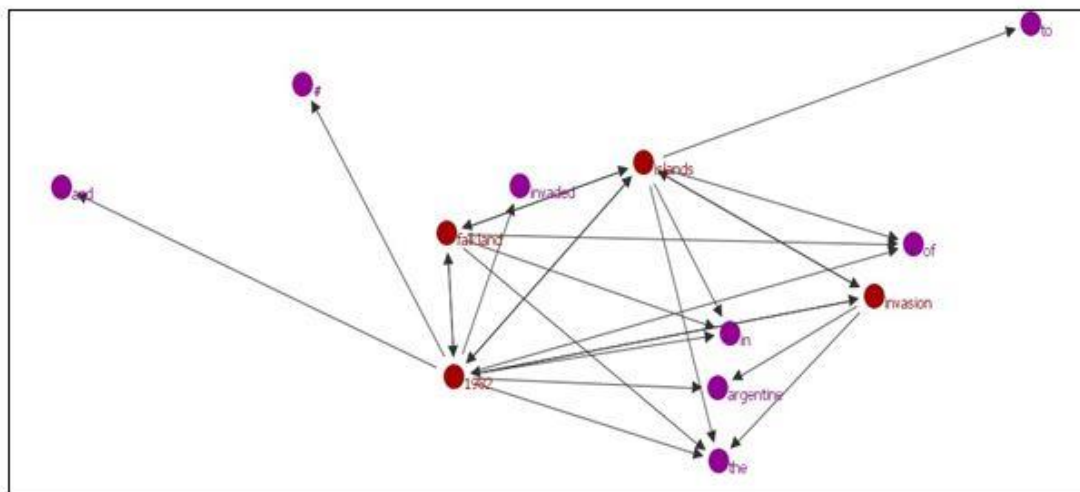 to
#
islands
and
invaded
falkland
of
invasion
in
1982
argentine
the